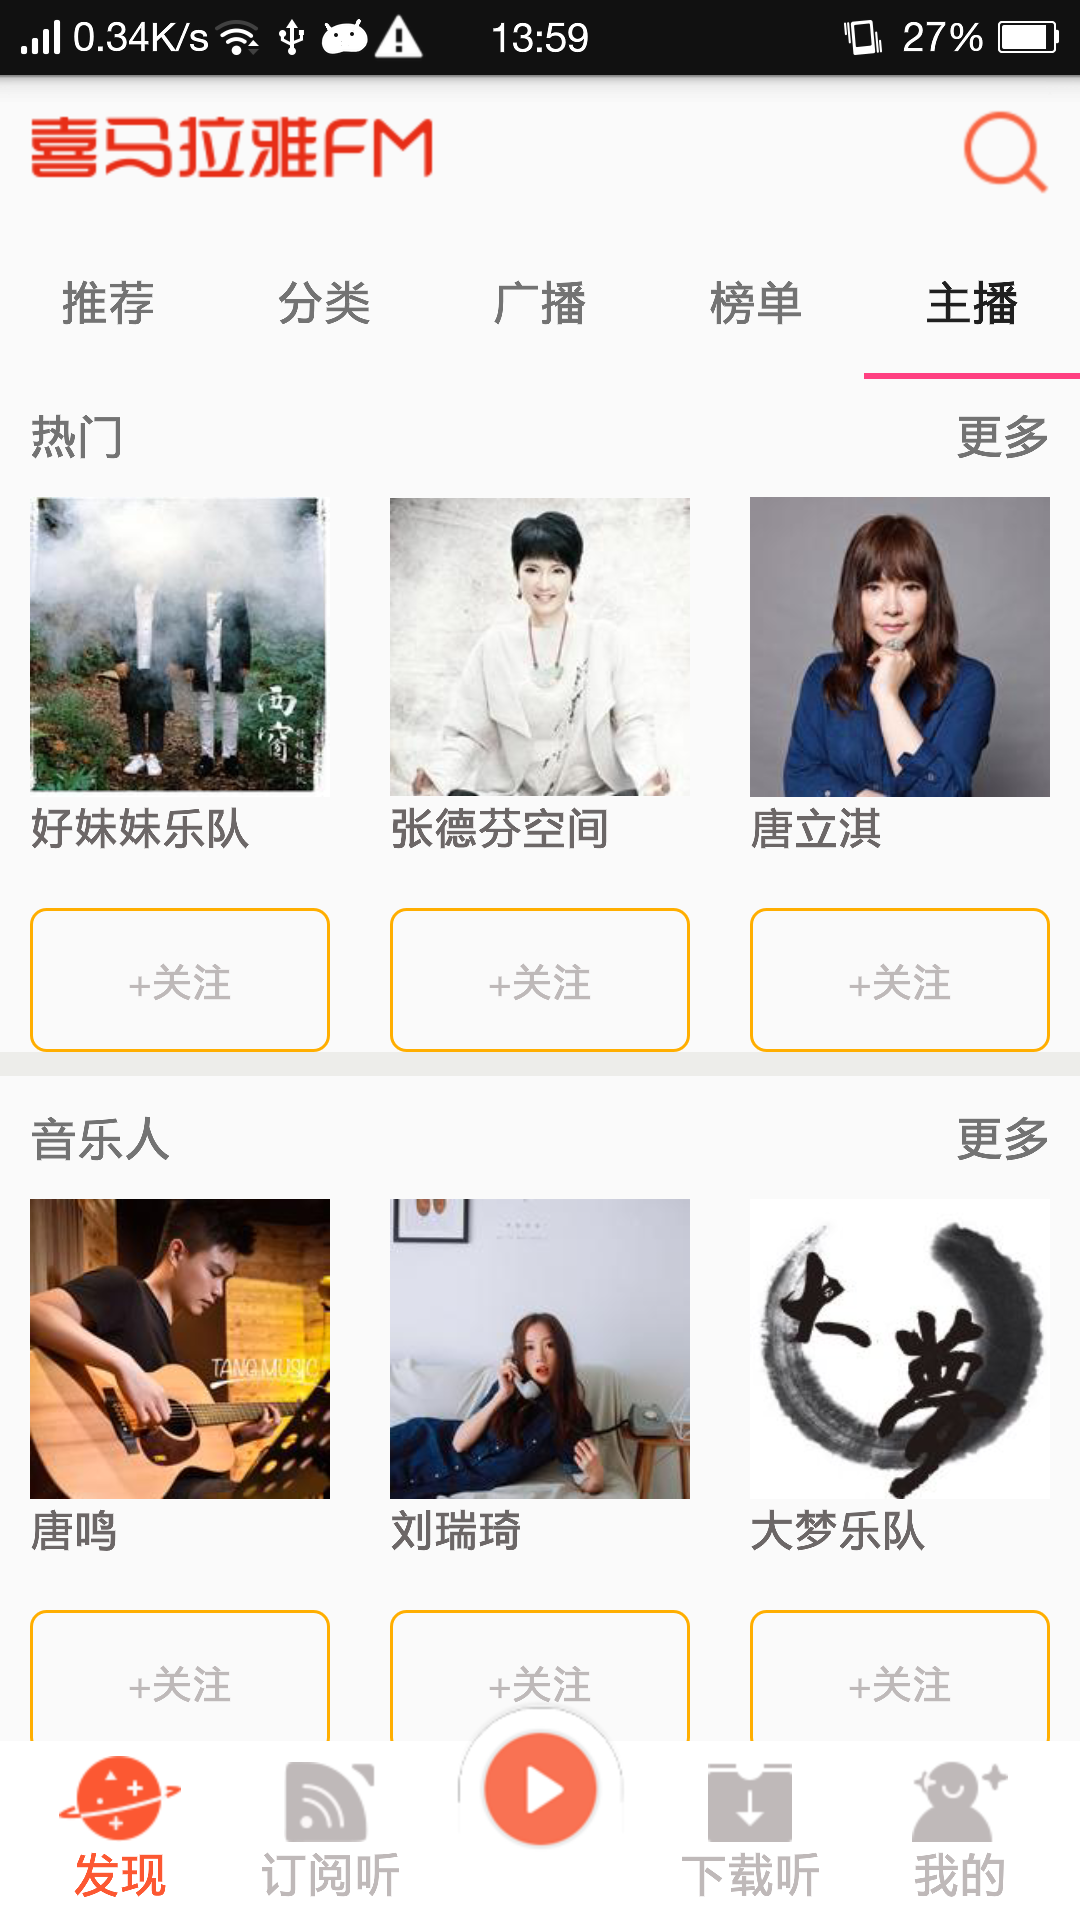 0.34K/s 13:59 27%
喜马拉雅FM
推荐 分类 广播 榜单 主播
热门 更多
西窗
好妹妹乐队 张德芬空间 唐立淇
+关注 +关注 +关注
音乐人 更多
TANG.MUSIC
大梦
唐鸣 刘瑞琦 大梦乐队
+关注 +关注 +关注
发现 订阅听 下载听 我的